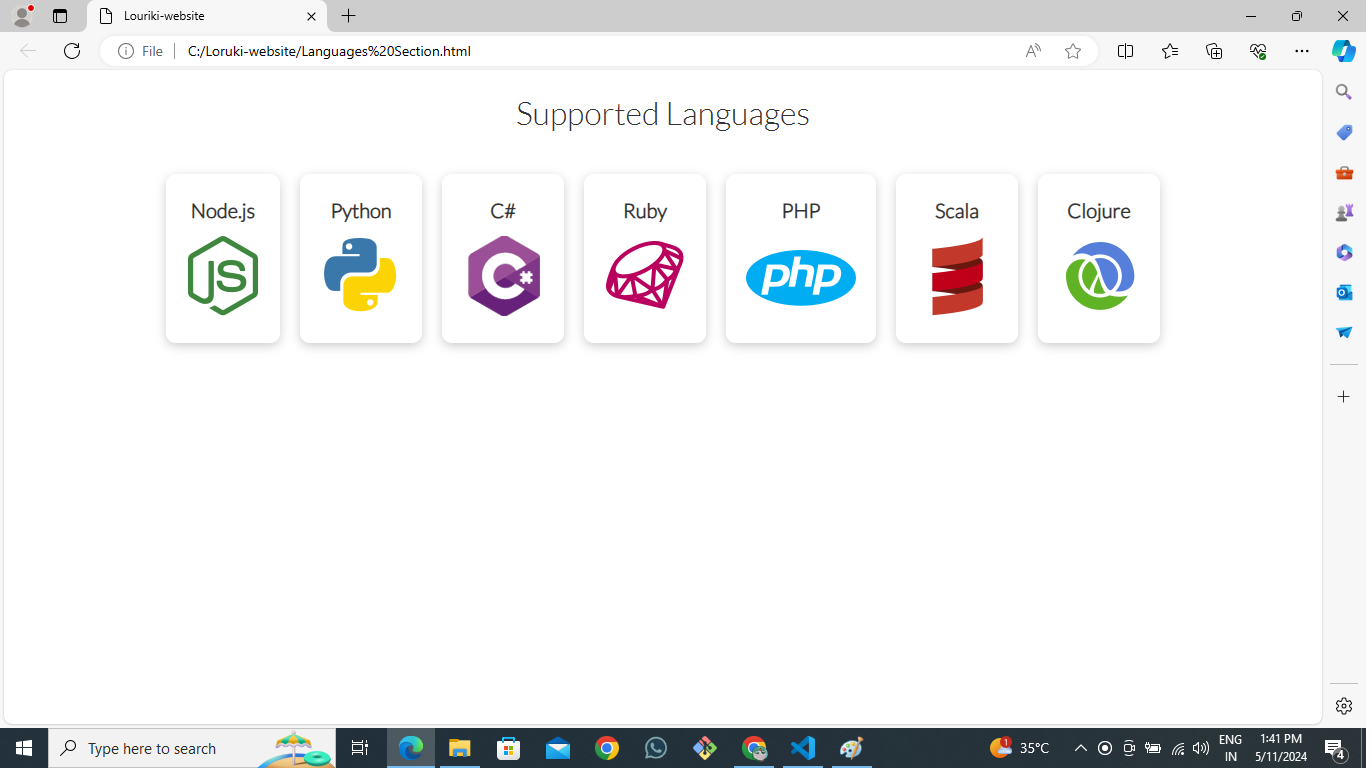 Louriki-website
File
C:/Loruki-website/Languages%20Section.html
Supported Languages
Node.js
Python
C#
Ruby
PHP
Scala
Clojure
JS
C#
php
Type here to search
1
35°C
ENG
IN
1:41 PM
5/11/2024
4